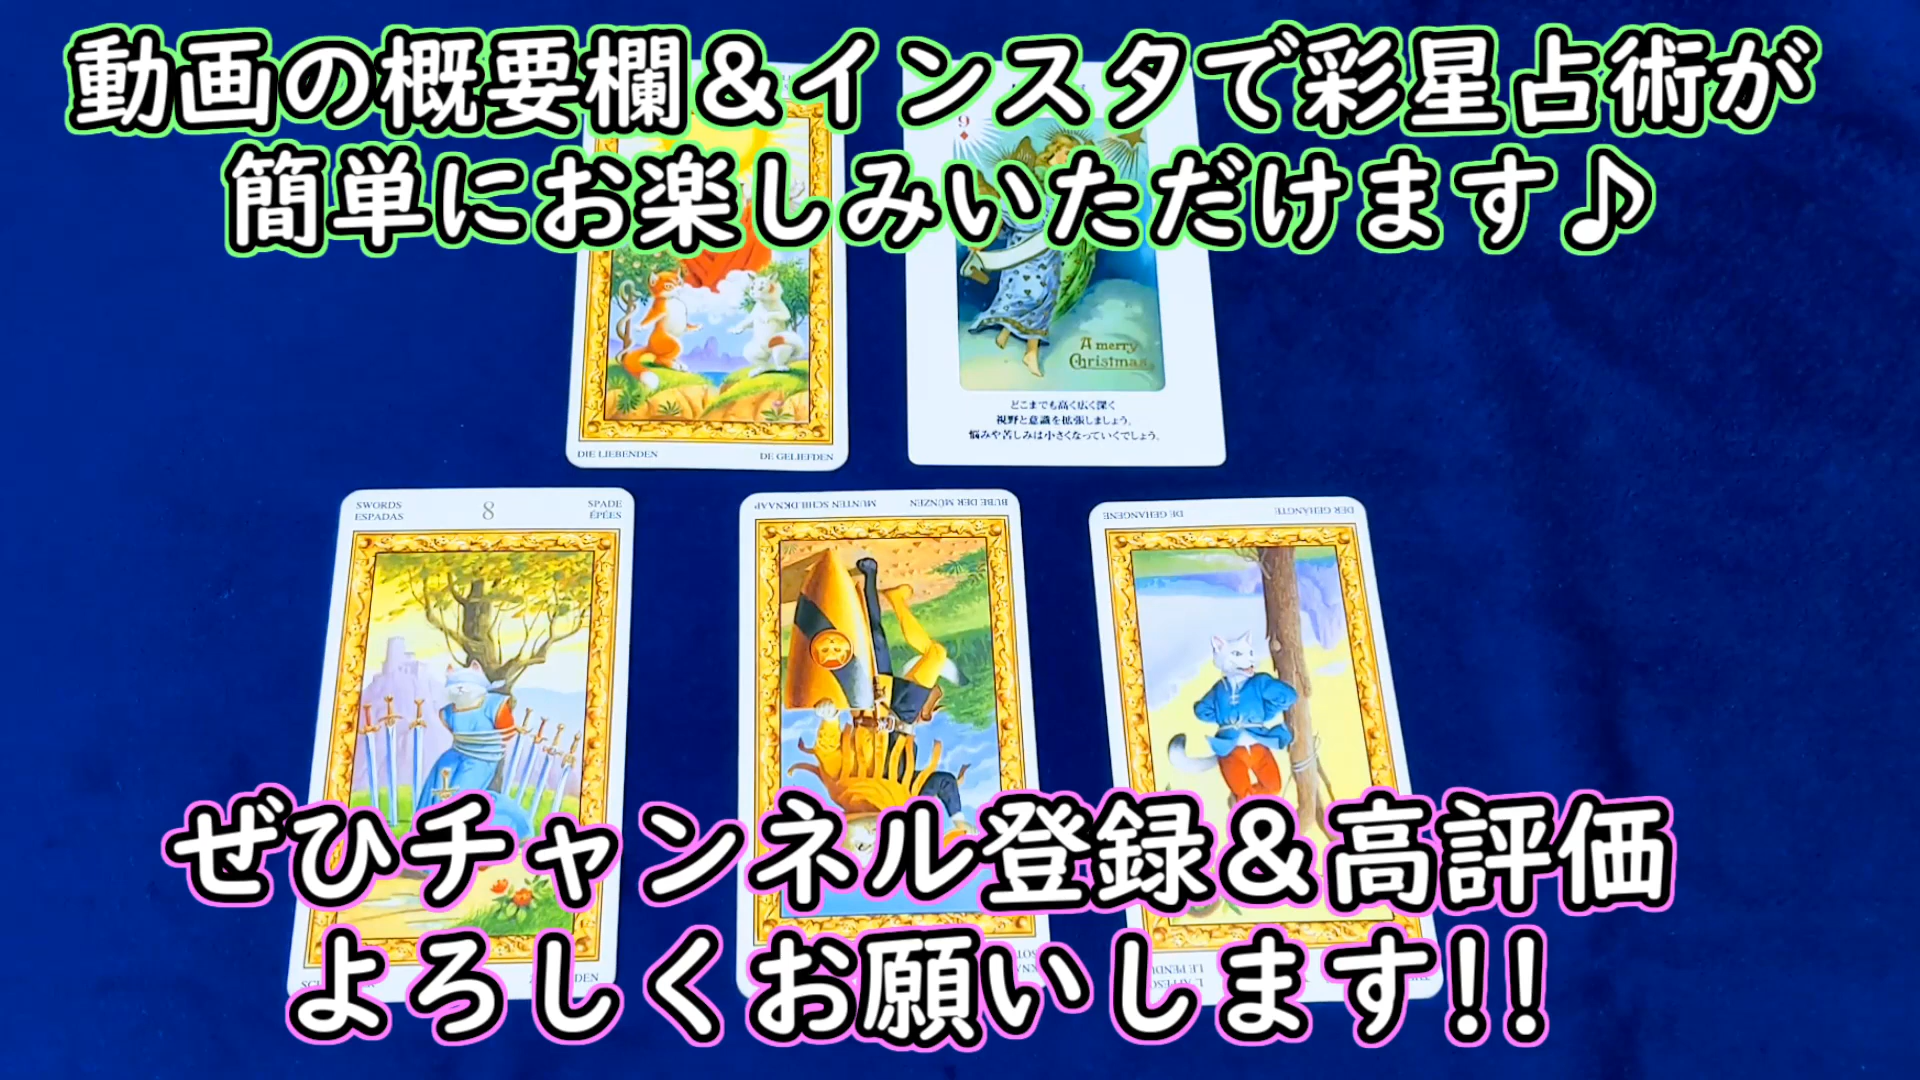 動画の概要欄&インスタで彩星占術が
簡単にお楽しみいただけます♪
9
A merry
Christmas
どこまでも高く広く深く
視野と意識を拡張しましょう。
悩みや苦しみは小さくなっていくでしょう。
DIE LIEBENDEN
DE GELIEFDEN
SWORDS
ESPADAS
8
SPADE
ÉPÉES
BUBE DER MÜNZEN
MUNTEN SCHILDKNAAP
DER GEHÄNGTE
DE GEHANGENE
ぜひチャンネル登録&高評価
よろしくお願いします!!